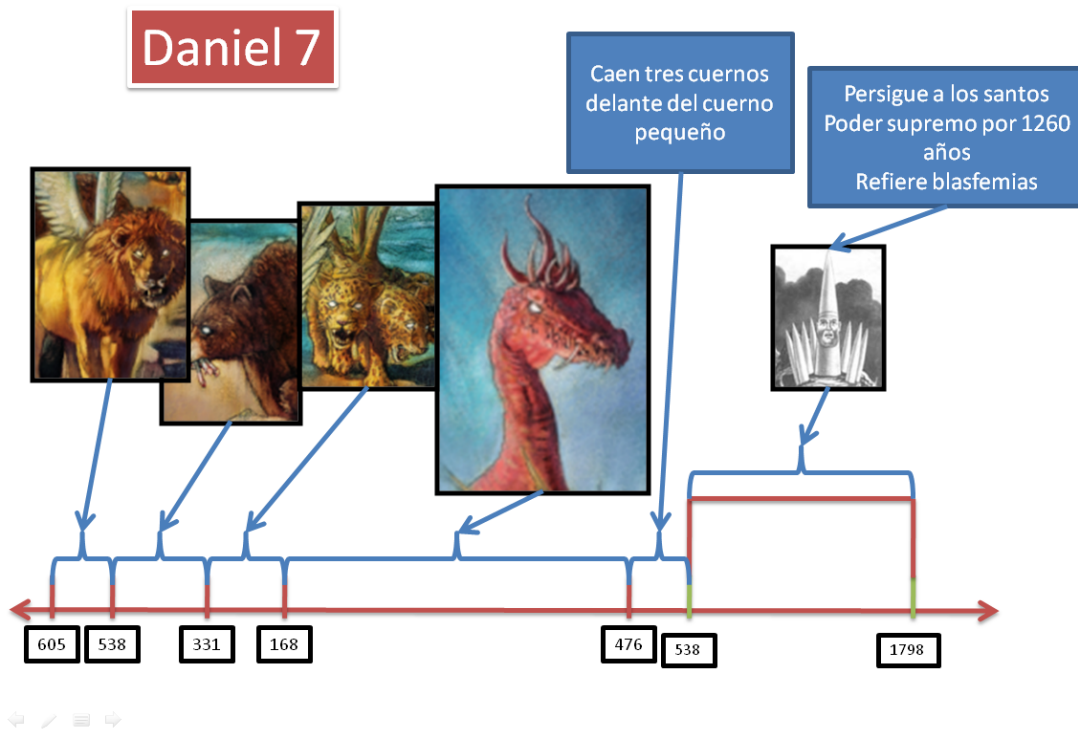 Daniel 7
Caen tres cuernos
delante del cuerno
pequeño
Persigue a los santos
Poder supremo por 1260
años
Refiere blasfemias
605
538
331
168
476
538
1798